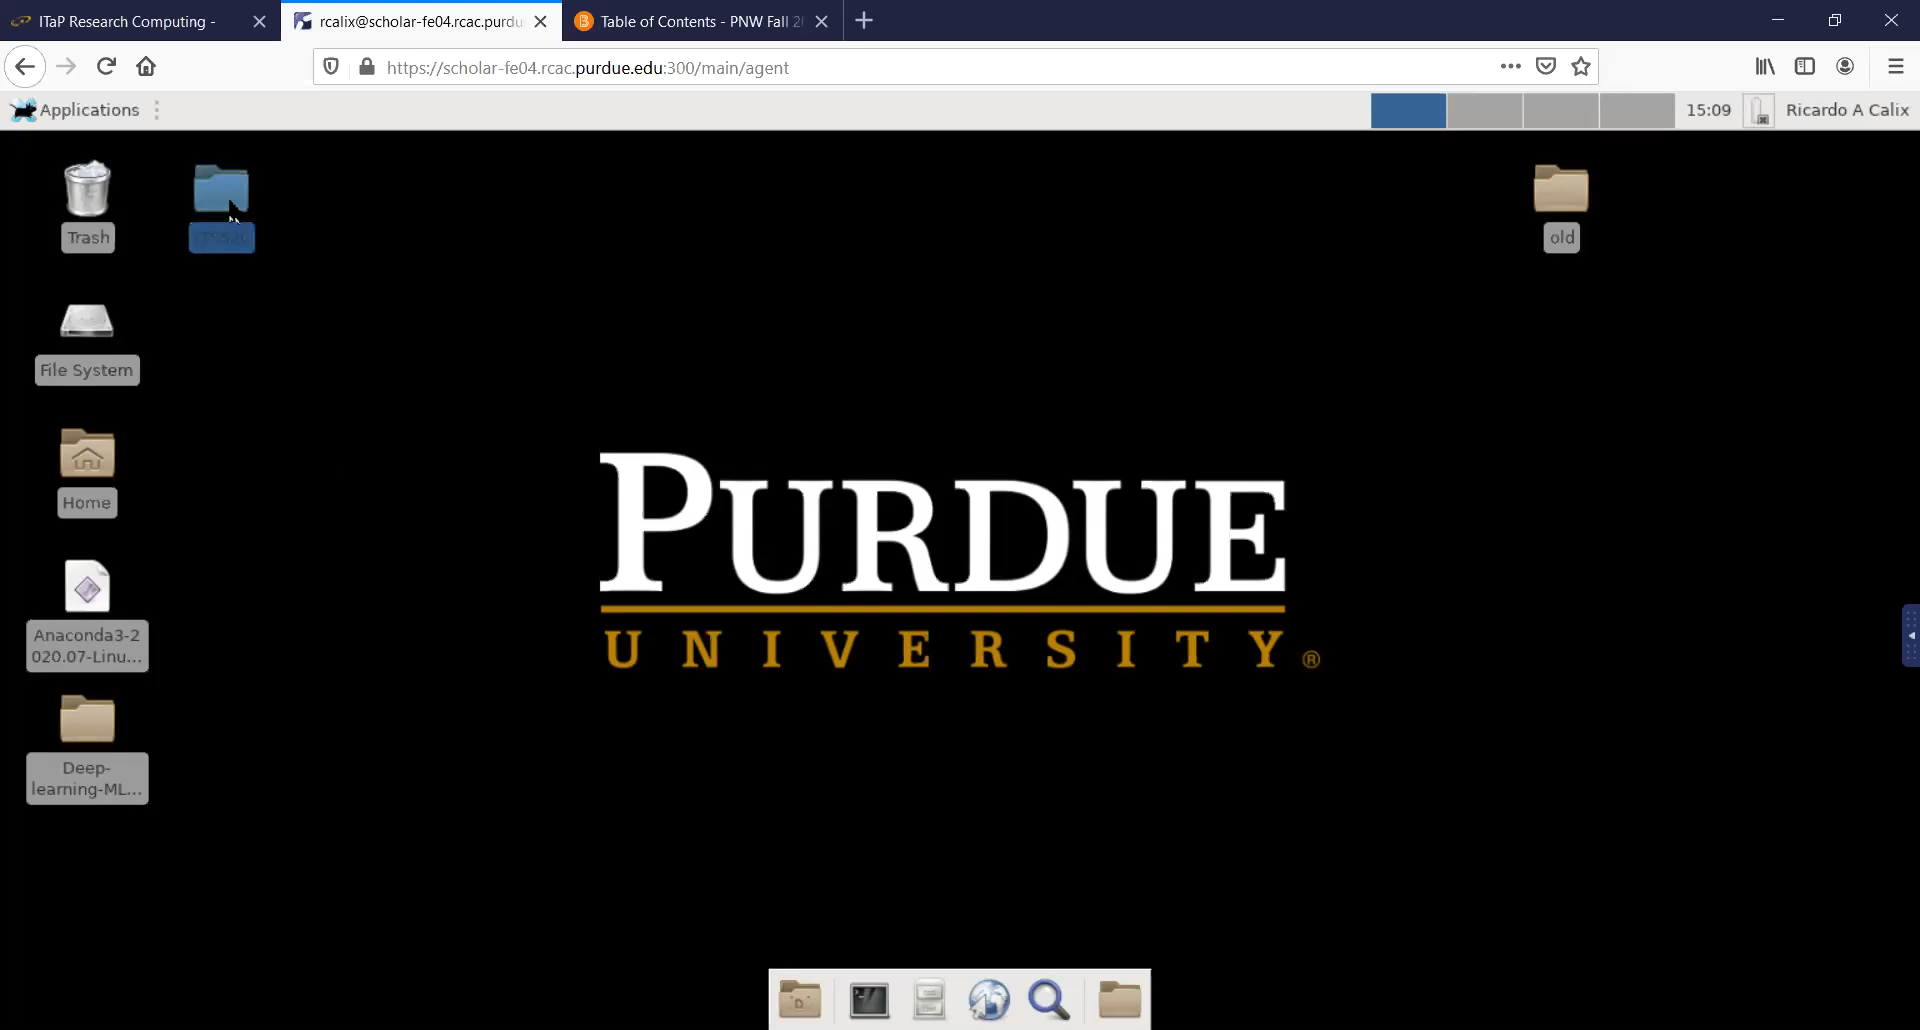 ITaP Research Computing -
rcalix@scholar-fe04.rcac.purdu
Table of Contents - PNW Fall 2
https://scholar-fe04.rcac.purdue.edu:300/main/agent
Applications
15:09
Ricardo A Calix
Trash
old
File System
Home
Anaconda3-2
020.07-Linu...
Deep-
learning-ML...
PURDUE
UNIVERSITY®